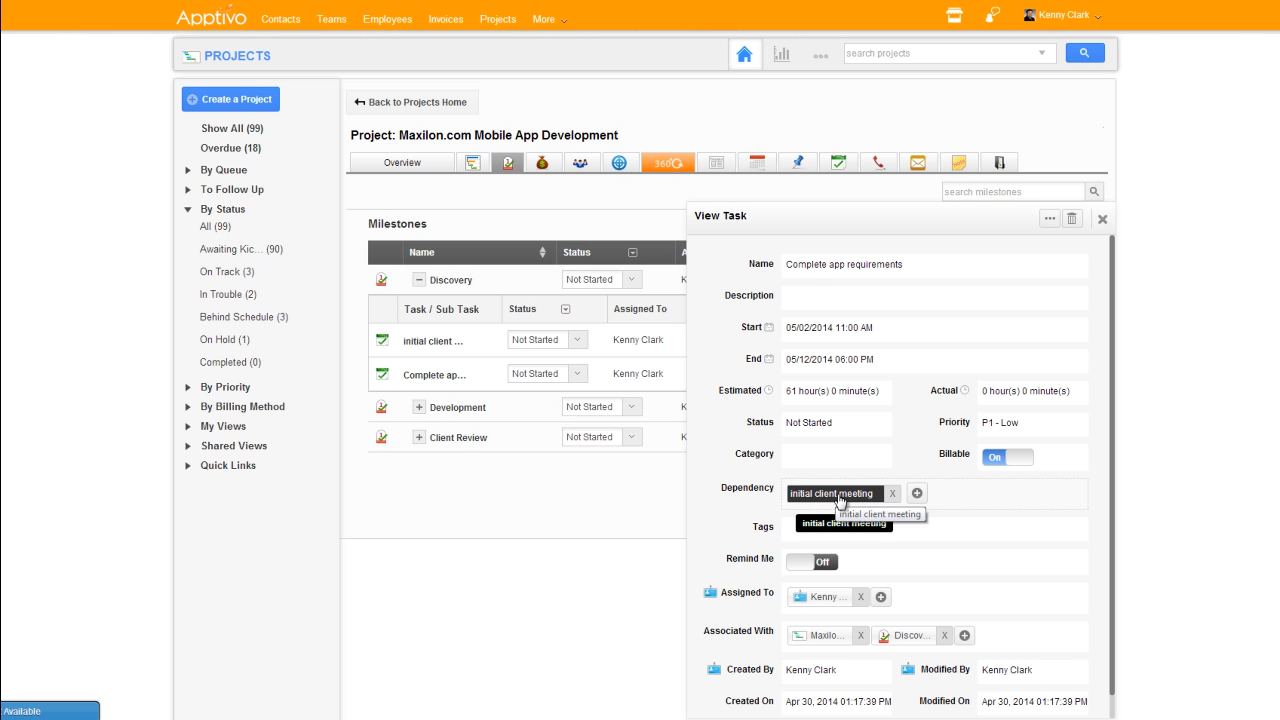 Apptivo Contacts Teams Employees Invoices Projects More Kenny Clark
PROJECTS search projects
Create a Project
Show All (99)
Overdue (18)
By Queue
To Follow Up
By Status
All (99)
Awaiting Kic... (90)
On Track (3)
In Trouble (2)
Behind Schedule (3)
On Hold (1)
Completed (0)
By Priority
By Billing Method
My Views
Shared Views
Quick Links
Back to Projects Home
Project: Maxilon.com Mobile App Development
Overview 360
search milestones
Milestones
Name Status A
Discovery Not Started Ke
Task / Sub Task Status Assigned To
initial client ... Not Started Kenny Clark
Complete ap... Not Started Kenny Clark
Development Not Started Ke
Client Review Not Started Ke
View Task
Name Complete app requirements
Description
Start 05/02/2014 11:00 AM
End 05/12/2014 06:00 PM
Estimated 61 hour(s) 0 minute(s) Actual 0 hour(s) 0 minute(s)
Status Not Started Priority P1 - Low
Category Billable On
Dependency initial client meeting X
initial client meeting
Tags initial client meeting
Remind Me Off
Assigned To Kenny ... X
Associated With Maxilo... X Discov... X
Created By Kenny Clark Modified By Kenny Clark
Created On Apr 30, 2014 01:17:39 PM Modified On Apr 30, 2014 01:17:39 PM
Available